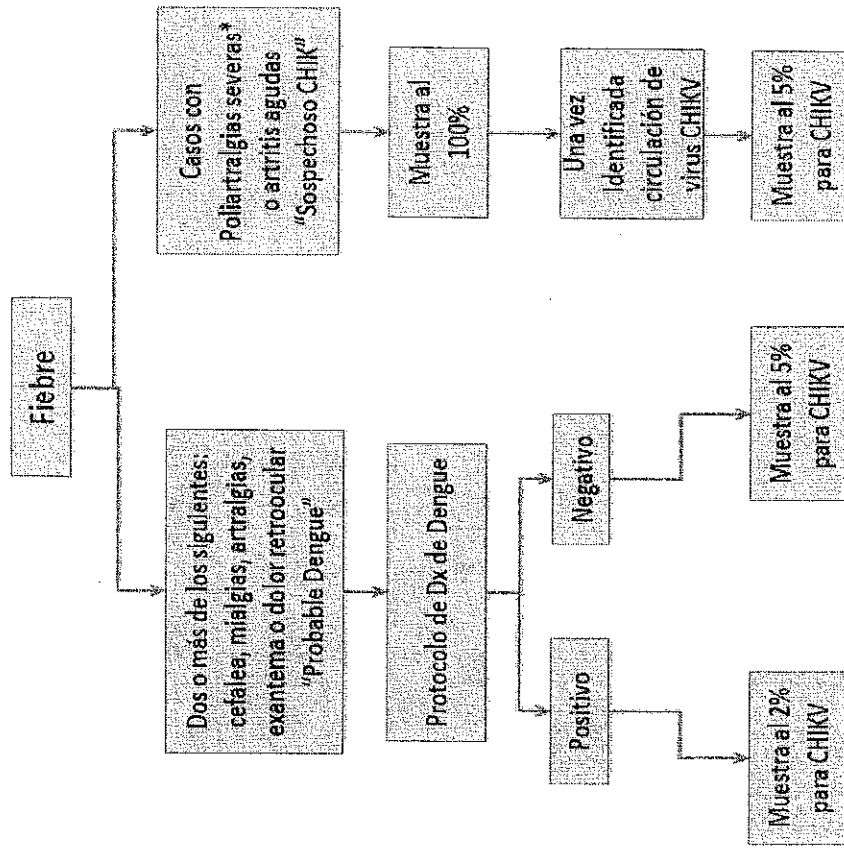 Fiebre
Dos o más de los siguientes:
cefalea, mialgias, artralgias,
exantema o dolor retroocular
“Probable Dengue”
Casos con
Poliartralgias severas*
o artritis agudas
“Sospechoso CHIK”
Protocolo de Dx de Dengue
Muestra al
100%
Positivo
Negativo
Una vez
Identificada
circulación de
virus CHIKV
Muestra al 2%
para CHIKV
Muestra al 5%
para CHIKV
Muestra al 5%
para CHIKV